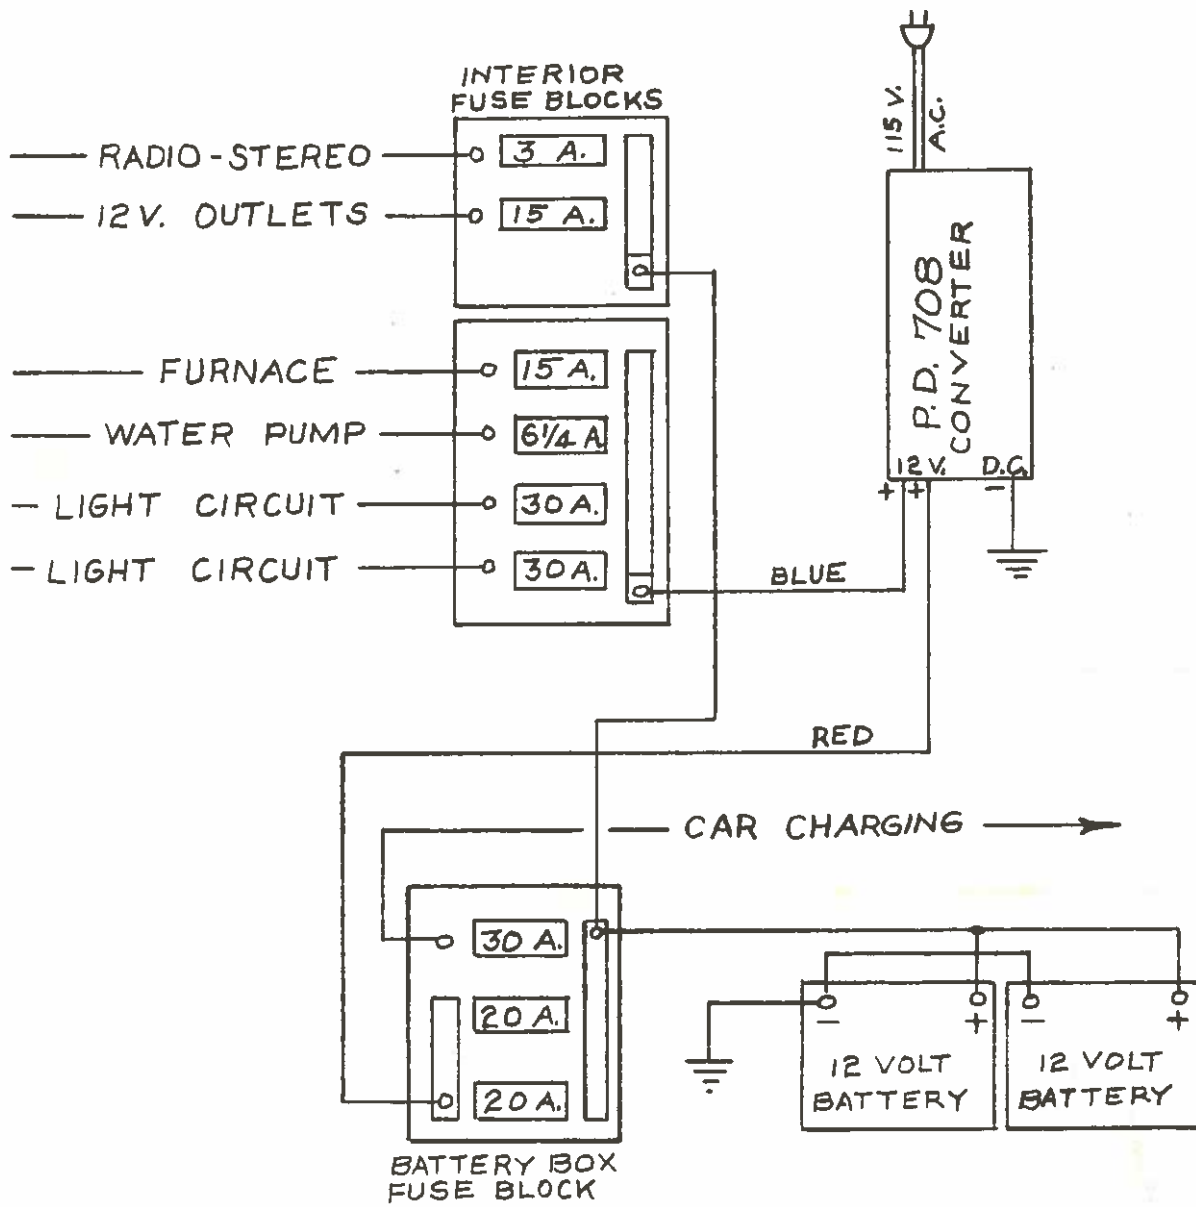 INTERIOR
FUSE BLOCKS
RADIO-STEREO
3 A.
12V. OUTLETS
15 A.
FURNACE
15 A.
WATER PUMP
6 1/4 A
LIGHT CIRCUIT
30 A.
LIGHT CIRCUIT
30 A.
115 V.
A.C.
P.D. 708
CONVERTER
12 V. D.C.
+ + -
BLUE
RED
CAR CHARGING
30 A.
20 A.
20 A.
BATTERY BOX
FUSE BLOCK
- +
12 VOLT
BATTERY
- +
12 VOLT
BATTERY